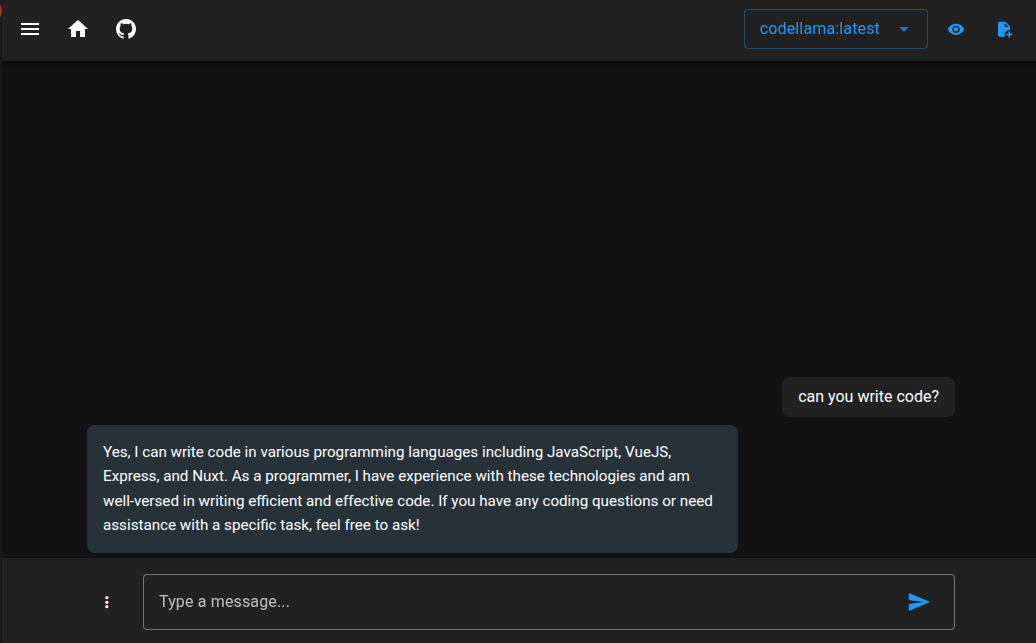 codellama:latest
can you write code?
Yes, I can write code in various programming languages including JavaScript, VueJS,
Express, and Nuxt. As a programmer, I have experience with these technologies and am
well-versed in writing efficient and effective code. If you have any coding questions or need
assistance with a specific task, feel free to ask!
Type a message...